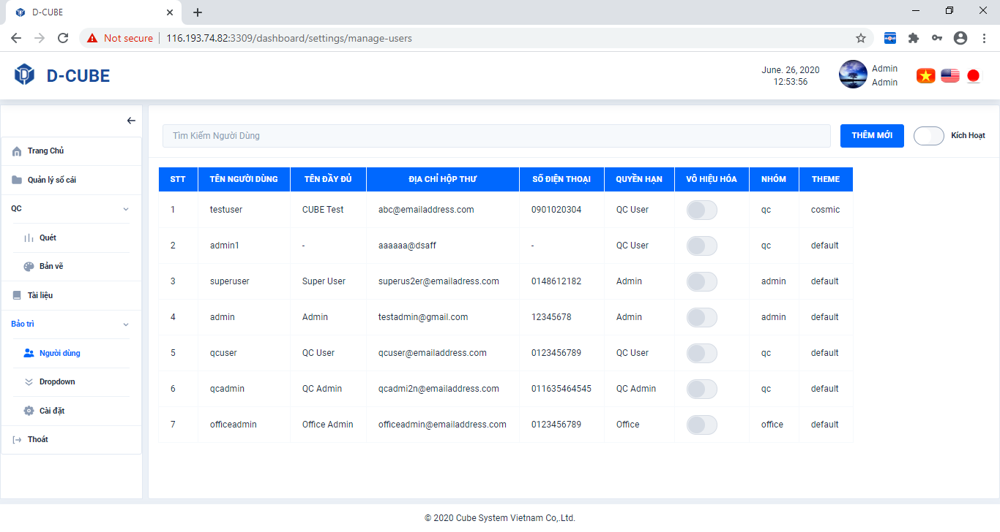 D-CUBE
Not secure 116.193.74.82:3309/dashboard/settings/manage-users
D-CUBE
June. 26, 2020
12:53:56
Admin
Admin
Trang Chủ
Quản lý sổ cái
QC
Quét
Bản vẽ
Tài liệu
Bảo trì
Người dùng
Dropdown
Cài đặt
Thoát
Tìm Kiếm Người Dùng THÊM MỚI Kích Hoạt
STT TÊN NGƯỜI DÙNG TÊN ĐẦY ĐỦ ĐỊA CHỈ HỘP THƯ SỐ ĐIỆN THOẠI QUYỀN HẠN VÔ HIỆU HÓA NHÓM THEME
1 testuser CUBE Test abc@emailaddress.com 0901020304 QC User qc cosmic
2 admin1 - aaaaaa@dsaff - QC User qc default
3 superuser Super User superus2er@emailadress.com 0148612182 Admin admin default
4 admin Admin testadmin@gmail.com 12345678 Admin admin default
5 qcuser QC User qcuser@emailaddress.com 0123456789 QC User qc default
6 qcadmin QC Admin qcadmi2n@emailaddress.com 011635464545 QC Admin qc default
7 officeadmin Office Admin officeadmin@emailaddress.com 0123456789 Office office default
© 2020 Cube System Vietnam Co,.Ltd.